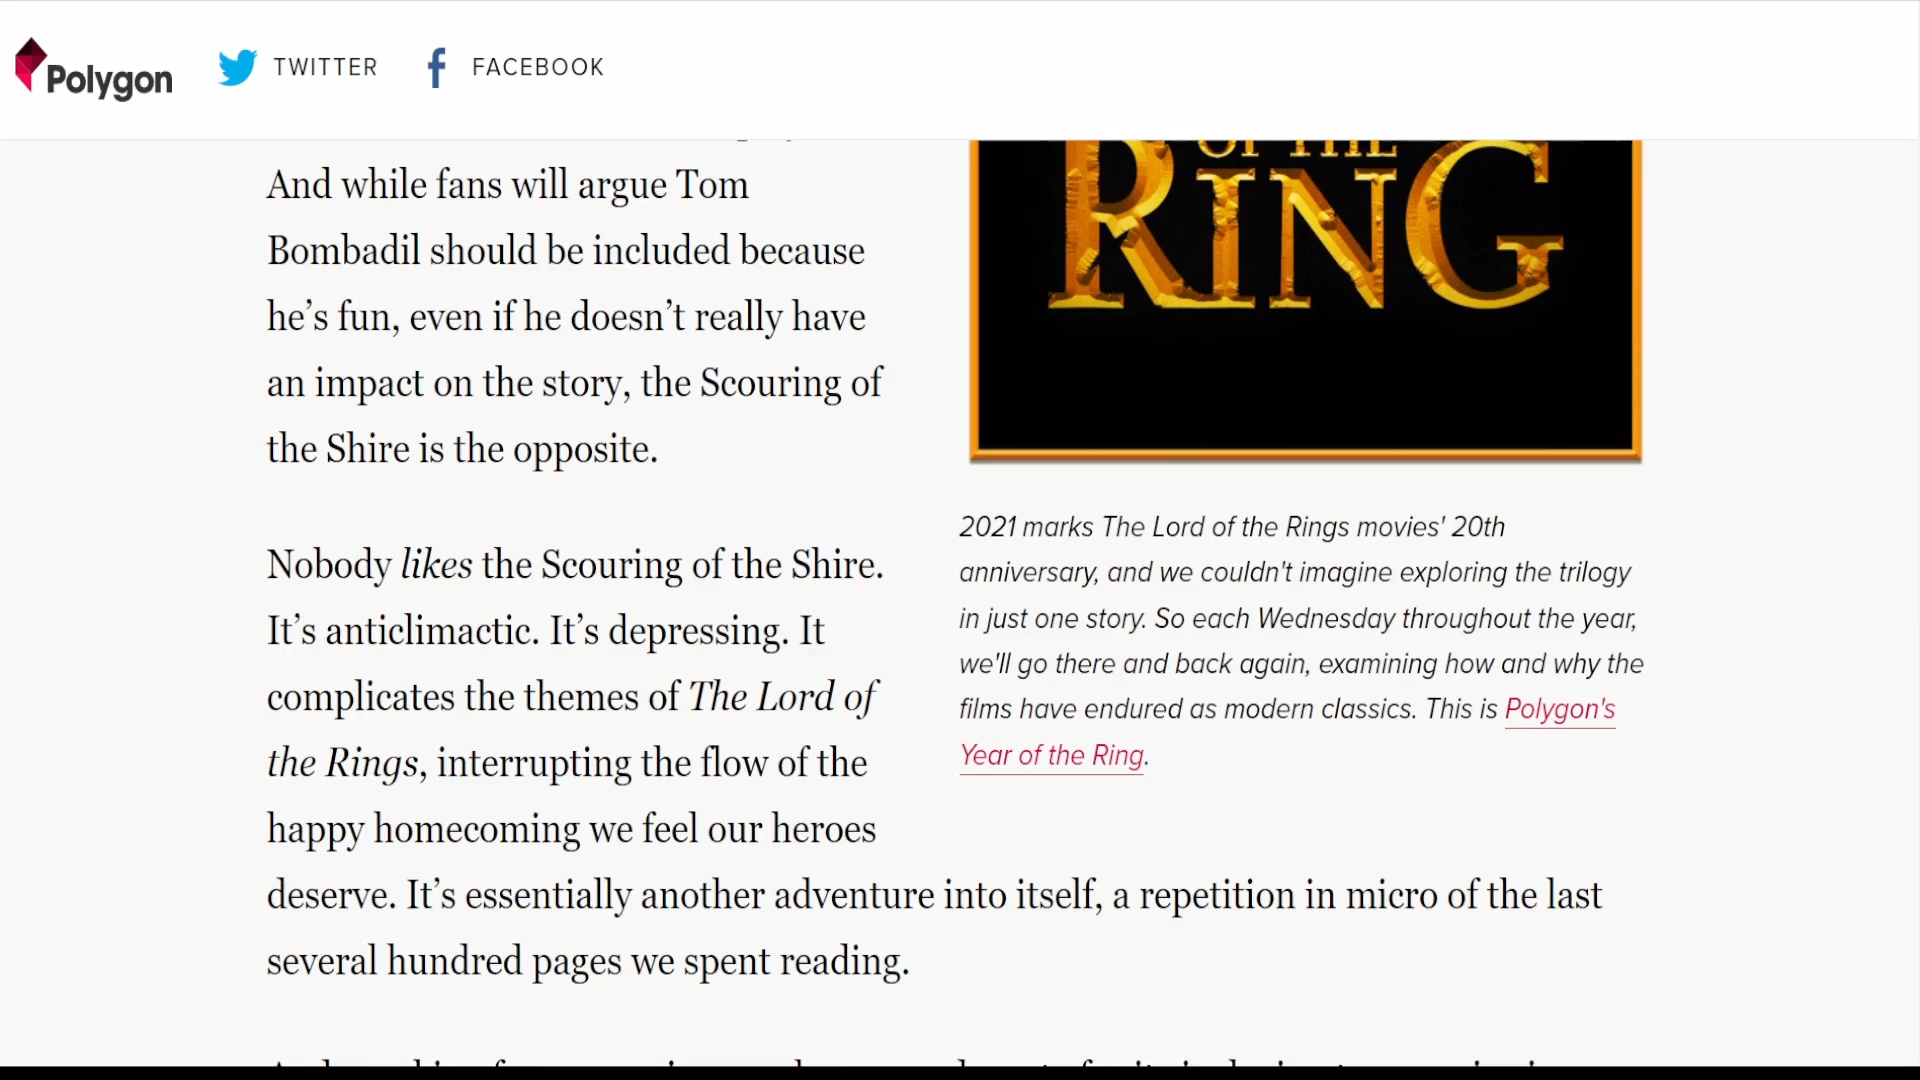 Polygon
TWITTER
FACEBOOK
And while fans will argue Tom
Bombadil should be included because
he’s fun, even if he doesn’t really have
an impact on the story, the Scouring of
the Shire is the opposite.
Nobody likes the Scouring of the Shire.
It’s anticlimactic. It’s depressing. It
complicates the themes of The Lord of
the Rings, interrupting the flow of the
happy homecoming we feel our heroes
deserve. It’s essentially another adventure into itself, a repetition in micro of the last
several hundred pages we spent reading.
OF THE
RING
2021 marks The Lord of the Rings movies' 20th
anniversary, and we couldn't imagine exploring the trilogy
in just one story. So each Wednesday throughout the year,
we'll go there and back again, examining how and why the
films have endured as modern classics. This is Polygon's
Year of the Ring.